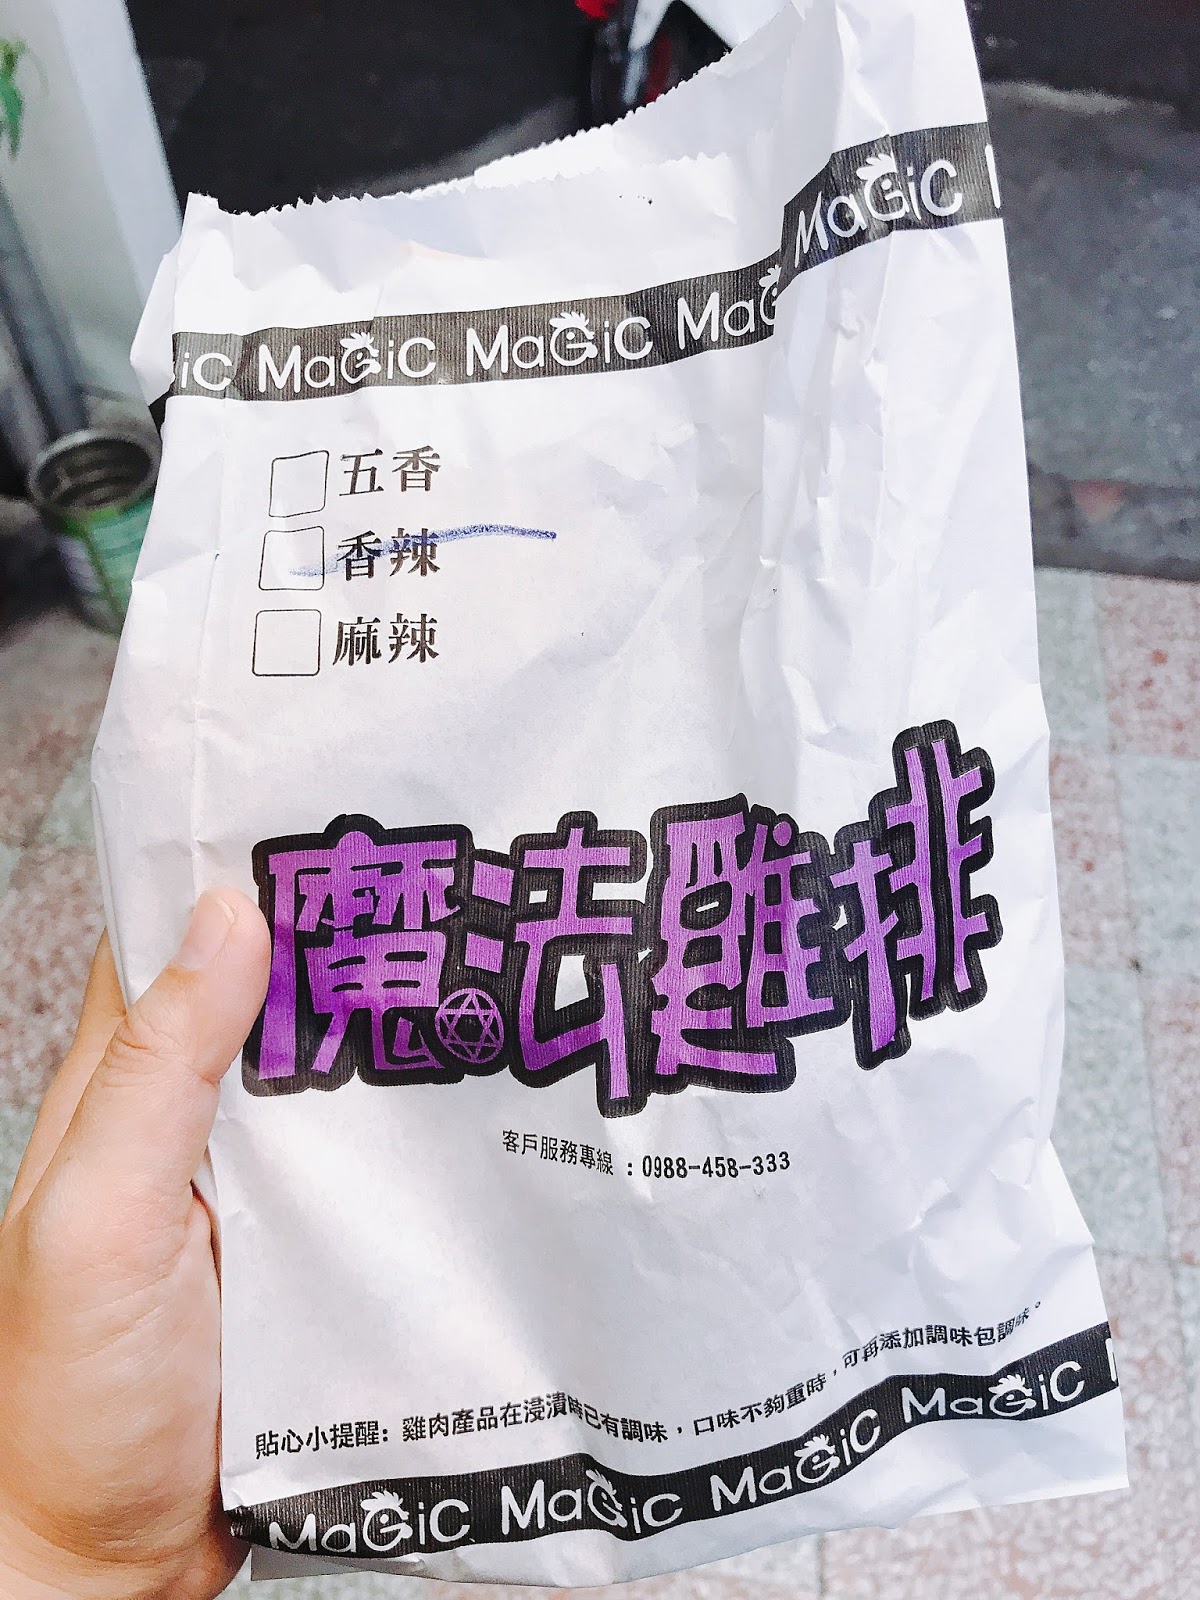 iC MaGiC MaGiC MaG MaGiC
五香
香辣
麻辣
魔法雞排
客戶服務專線：0988-458-333
貼心小提醒：雞肉產品在浸漬時已有調味，口味不夠重時，可再添加調味包調味。
MaGiC MaGiC MaGiC MaGiC